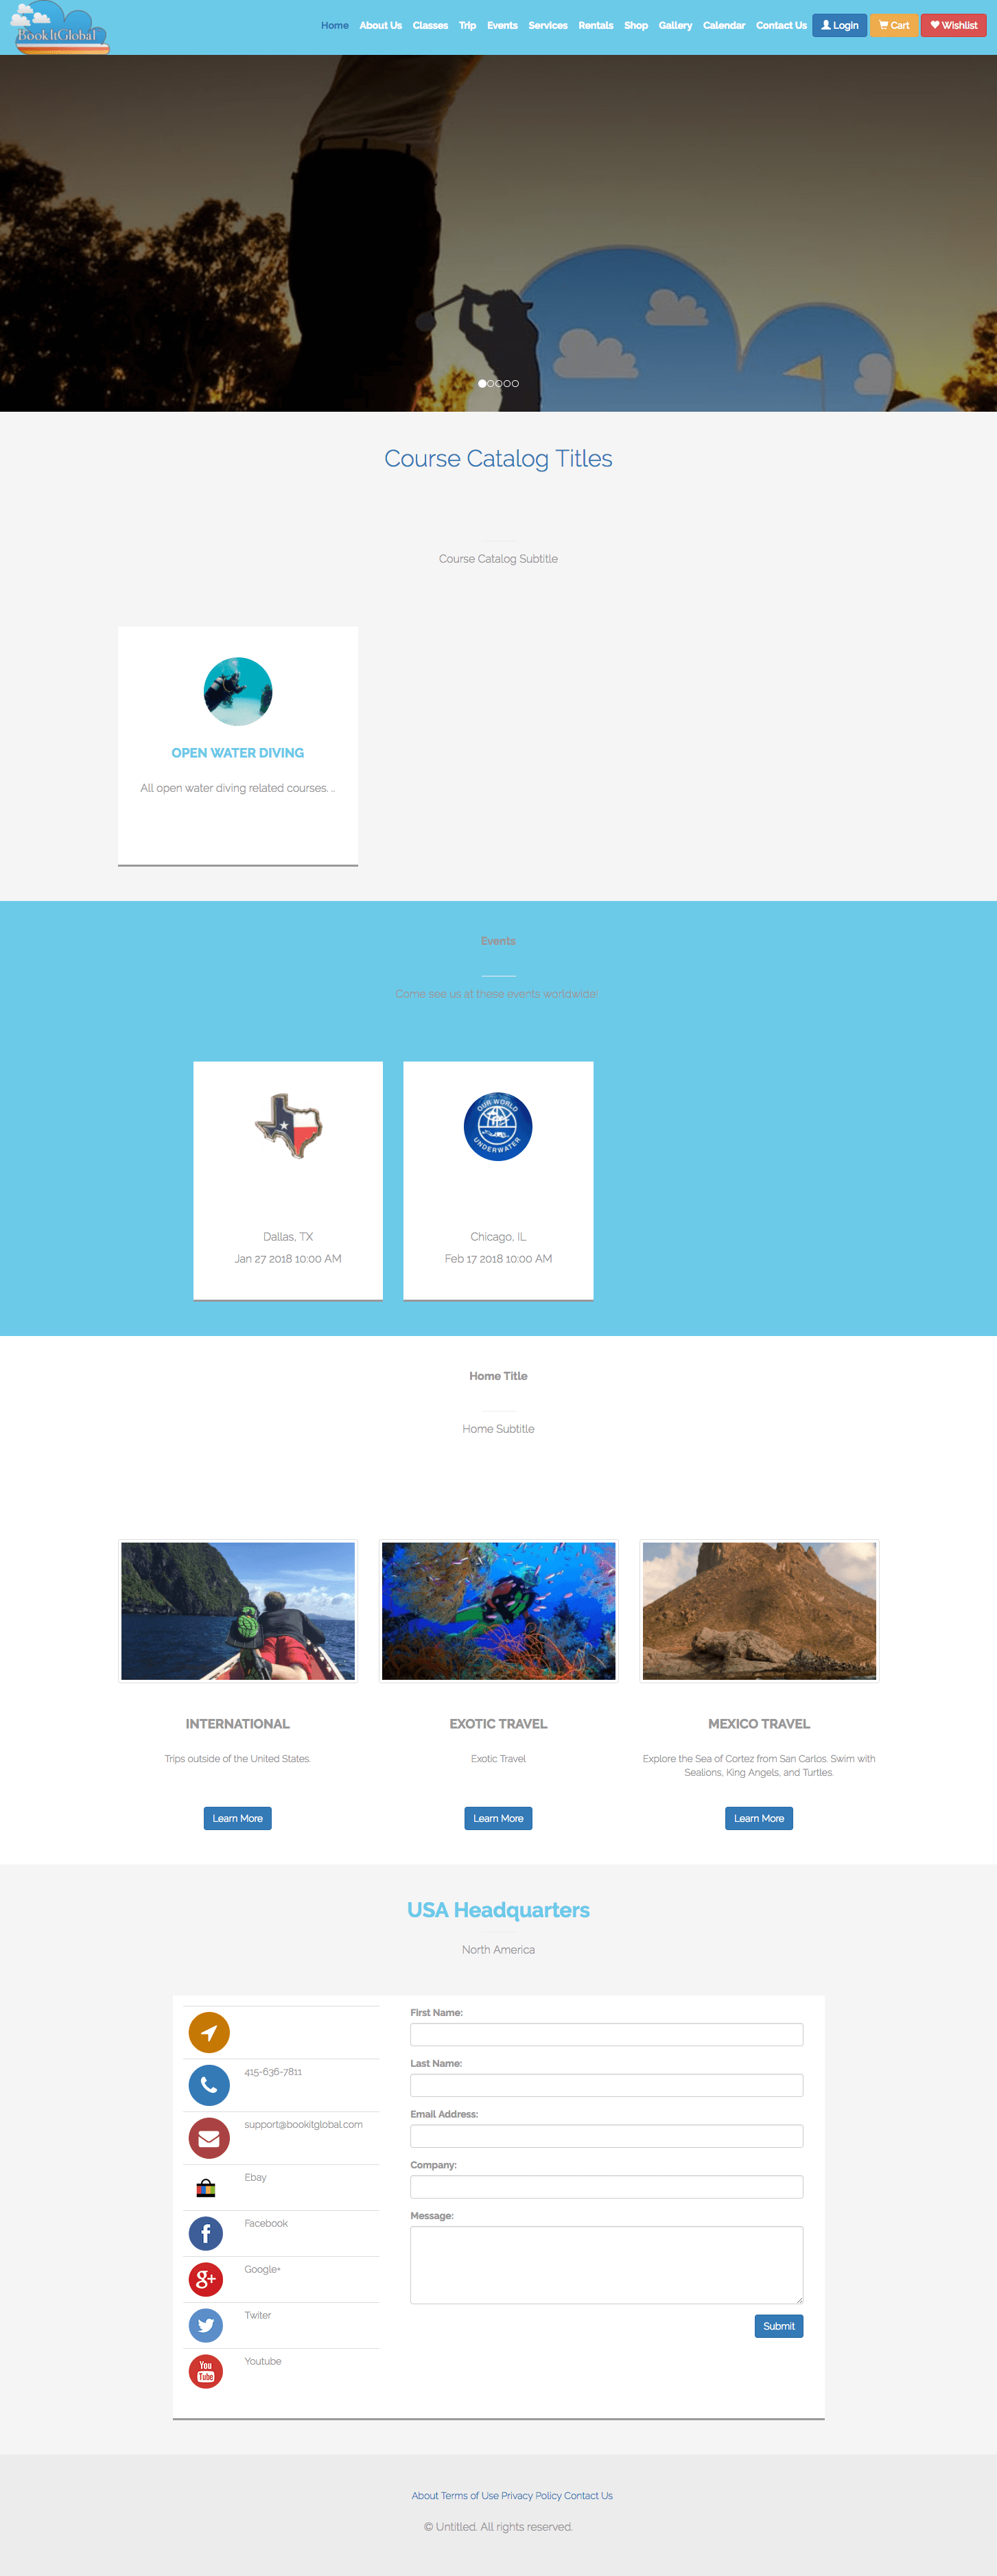 BookItGlobal
Home About Us Classes Trip Events Services Rentals Shop Gallery Calendar Contact Us Login Cart Wishlist
Course Catalog Titles
Course Catalog Subtitle
OPEN WATER DIVING
All open water diving related courses. ...
Events
Come see us at these events worldwide!
OUR WORLD
UNDERWATER
Dallas, TX
Jan 27 2018 10:00 AM
Chicago, IL
Feb 17 2018 10:00 AM
Home Title
Home Subtitle
INTERNATIONAL
Trips outside of the United States.
Learn More
EXOTIC TRAVEL
Exotic Travel
Learn More
MEXICO TRAVEL
Explore the Sea of Cortez from San Carlos. Swim with
Sealions, King Angels, and Turtles.
Learn More
USA Headquarters
North America
415-636-7811
support@bookitglobal.com
Ebay
Facebook
Google+
Twiter
You
Tube
Youtube
First Name:
Last Name:
Email Address:
Company:
Message:
Submit
About Terms of Use Privacy Policy Contact Us
© Untitled. All rights reserved.